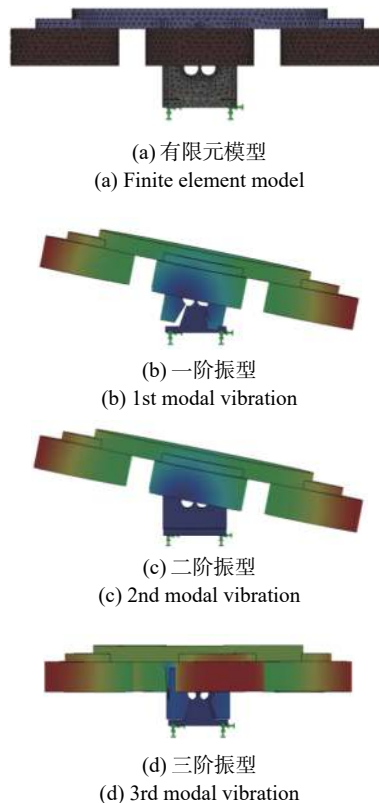 (a) 有限元模型
(a) Finite element model
(b) 一阶振型
(b) 1st modal vibration
(c) 二阶振型
(c) 2nd modal vibration
(d) 三阶振型
(d) 3rd modal vibration